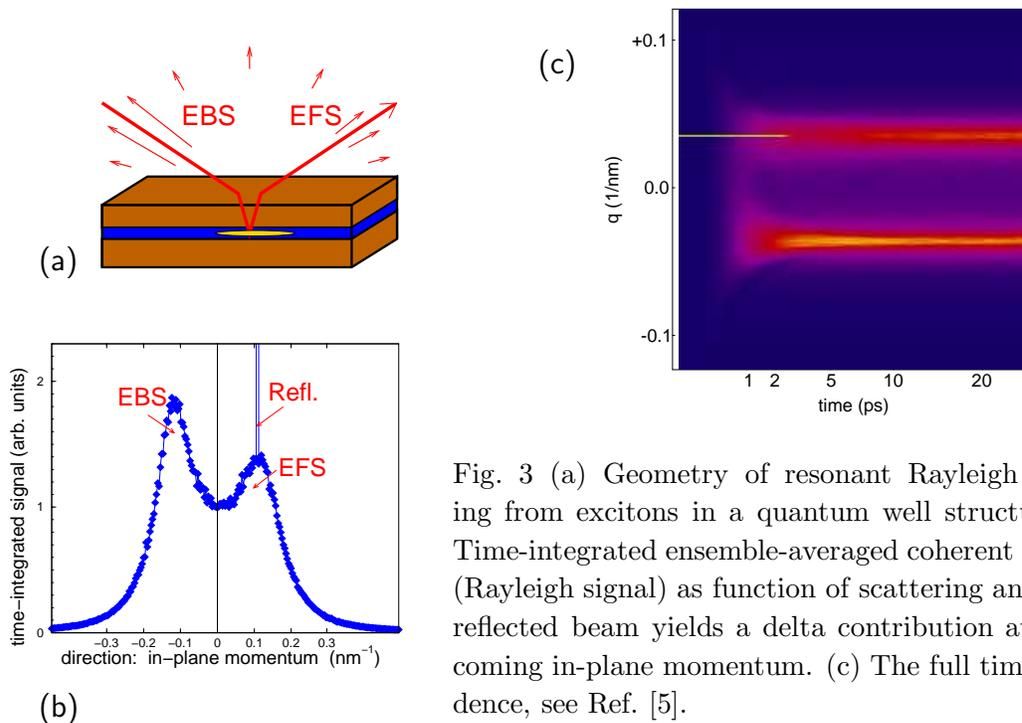 EBS
EFS
(a)
(c)
+0.1
0.0
-0.1
q (1/nm)
1 2 5 10 20
time (ps)
2
1
0
EBS
Refl.
EFS
time−integrated signal (arb. units)
−0.3 −0.2 −0.1 0 0.1 0.2 0.3
direction: in−plane momentum (nm⁻¹)
(b)
Fig. 3 (a) Geometry of resonant Rayleigh
ing from excitons in a quantum well struct
Time-integrated ensemble-averaged coherent
(Rayleigh signal) as function of scattering an
reflected beam yields a delta contribution a
coming in-plane momentum. (c) The full tim
dence, see Ref. [5].